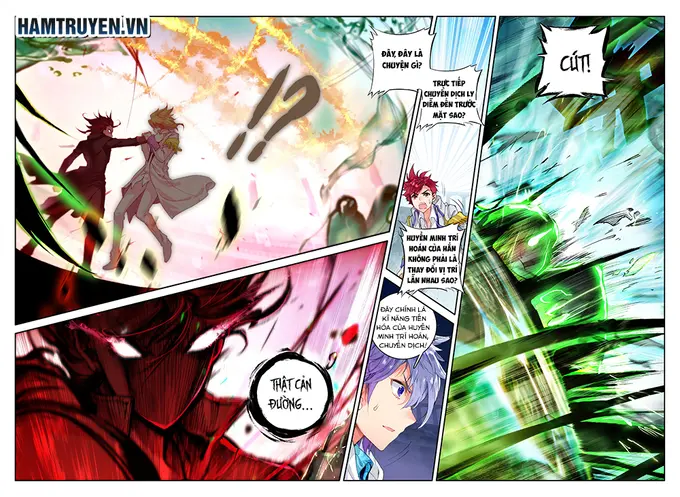 HAMTRUYEN.VN
!?
ĐÂY, ĐÂY LÀ
CHUYỆN GÌ?
TRỰC TIẾP
CHUYỂN DỊCH LY
DIỄM ĐẾN TRƯỚC
MẶT SAO?
HUYỀN MINH TRÍ
HOÁN CỦA HẮN
KHÔNG PHẢI LÀ
THAY ĐỔI VỊ TRÍ
LẪN NHAU SAO?
ĐÂY CHÍNH LÀ
KĨ NĂNG TIẾN
HÓA CỦA HUYỀN
MINH TRÍ HOÁN,
CHUYỂN DỊCH!
CÚT!
THẬT CẢN
ĐƯỜNG...